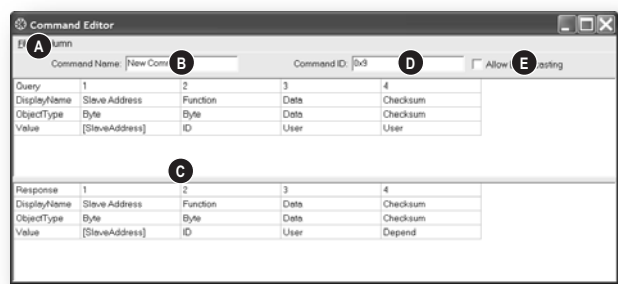 Command Editor
A
Command Name: New Com B
Command ID: 0x9 D
Allow E asting
Query 1 2 3 4
DisplayName Slave Address Function Data Checksum
ObjectType Byte Byte Data Checksum
Value [SlaveAddress] ID User User
C
Response 1 2 3 4
DisplayName Slave Address Function Data Checksum
ObjectType Byte Byte Data Checksum
Value [SlaveAddress] ID User Depend